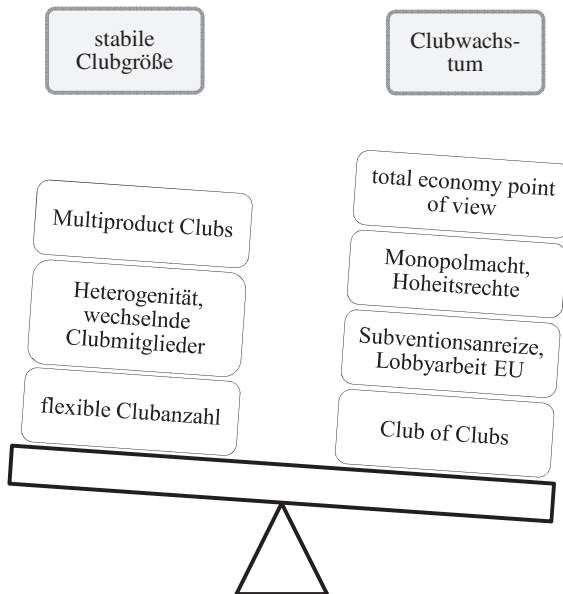 stabile
Clubgröße
Clubwachs-
tum
Multiproduct Clubs
Heterogenität,
wechselnde
Clubmitglieder
flexible Clubanzahl
total economy point
of view
Monopolmacht,
Hoheitsrechte
Subventionsanreize,
Lobbyarbeit EU
Club of Clubs